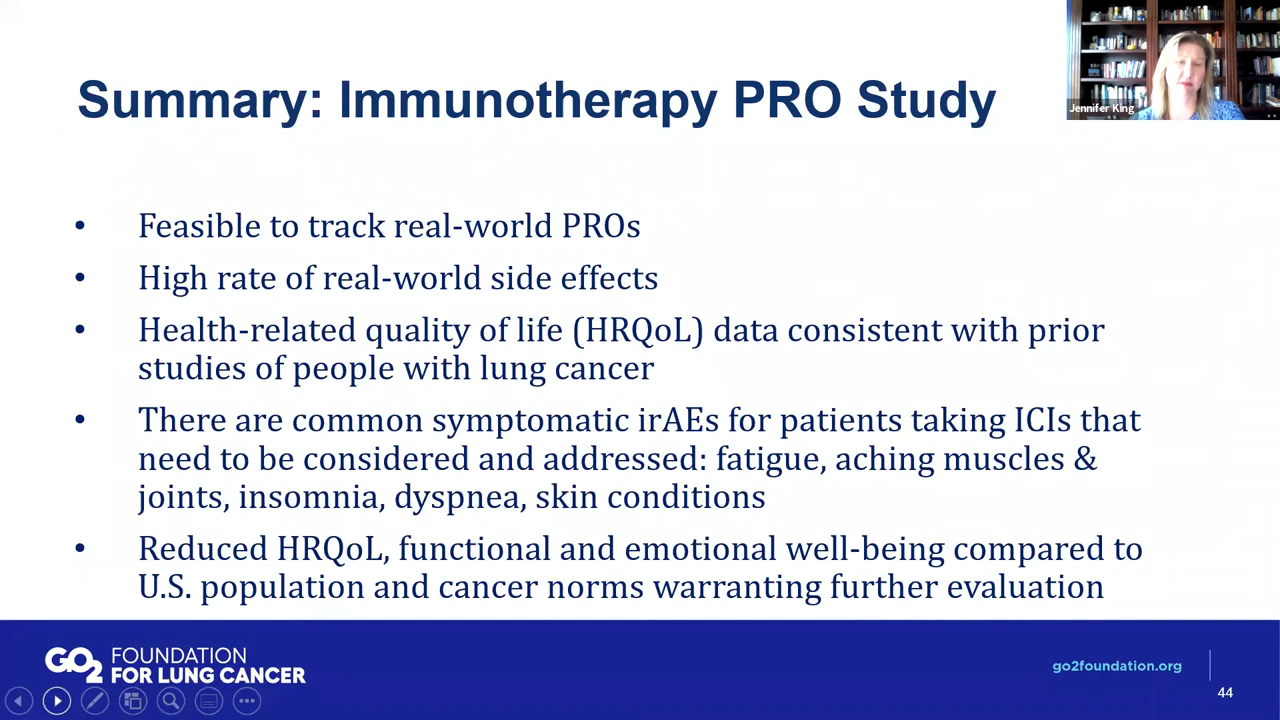 Summary: Immunotherapy PRO Study
Jennifer King
• Feasible to track real-world PROs
• High rate of real-world side effects
• Health-related quality of life (HRQoL) data consistent with prior
studies of people with lung cancer
• There are common symptomatic irAEs for patients taking ICIs that
need to be considered and addressed: fatigue, aching muscles &
joints, insomnia, dyspnea, skin conditions
• Reduced HRQoL, functional and emotional well-being compared to
U.S. population and cancer norms warranting further evaluation
GO2 FOUNDATION
FOR LUNG CANCER
go2foundation.org
44